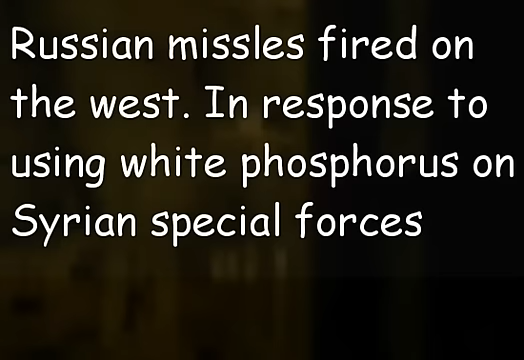 Russian missles fired on
the west. In response to
using white phosphorus on
Syrian special forces